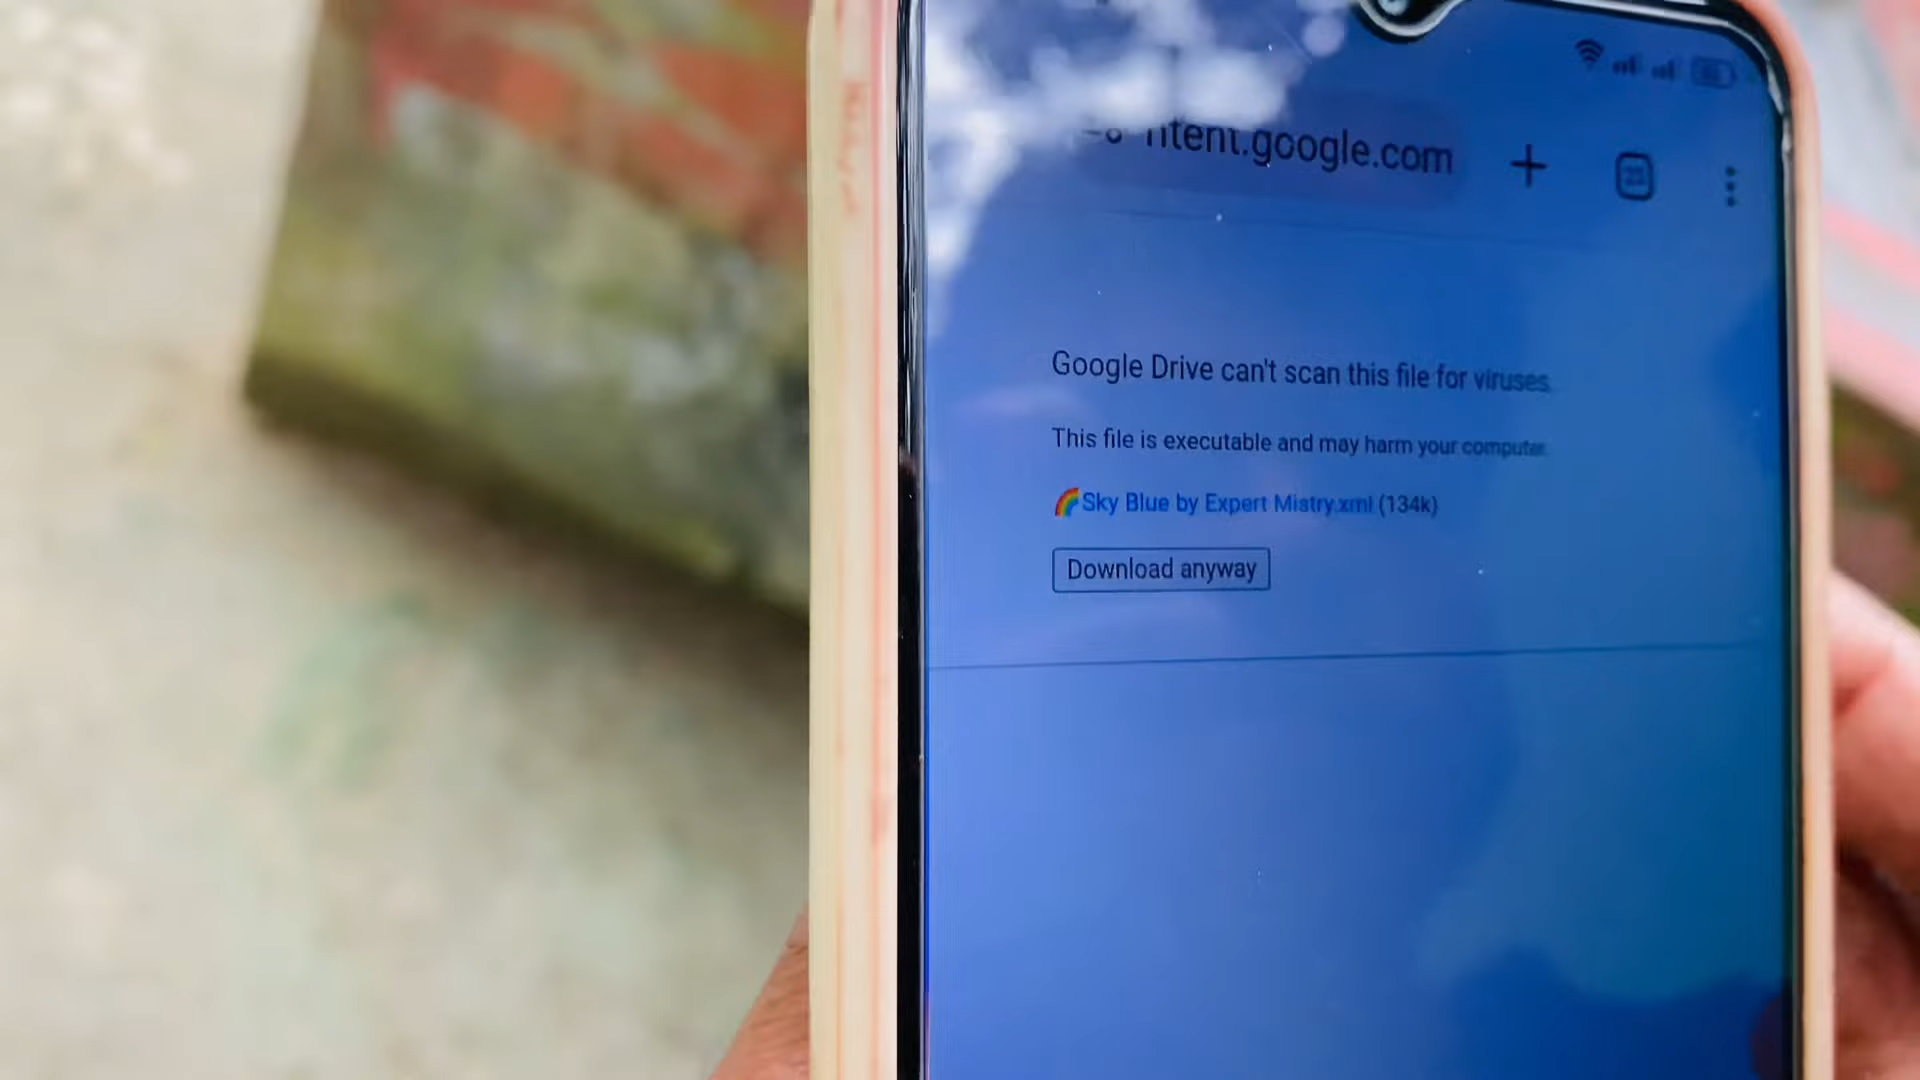 ntent.google.com
Google Drive can't scan this file for viruses.
This file is executable and may harm your computer.
Sky Blue by Expert Mistry.xml (134k)
Download anyway